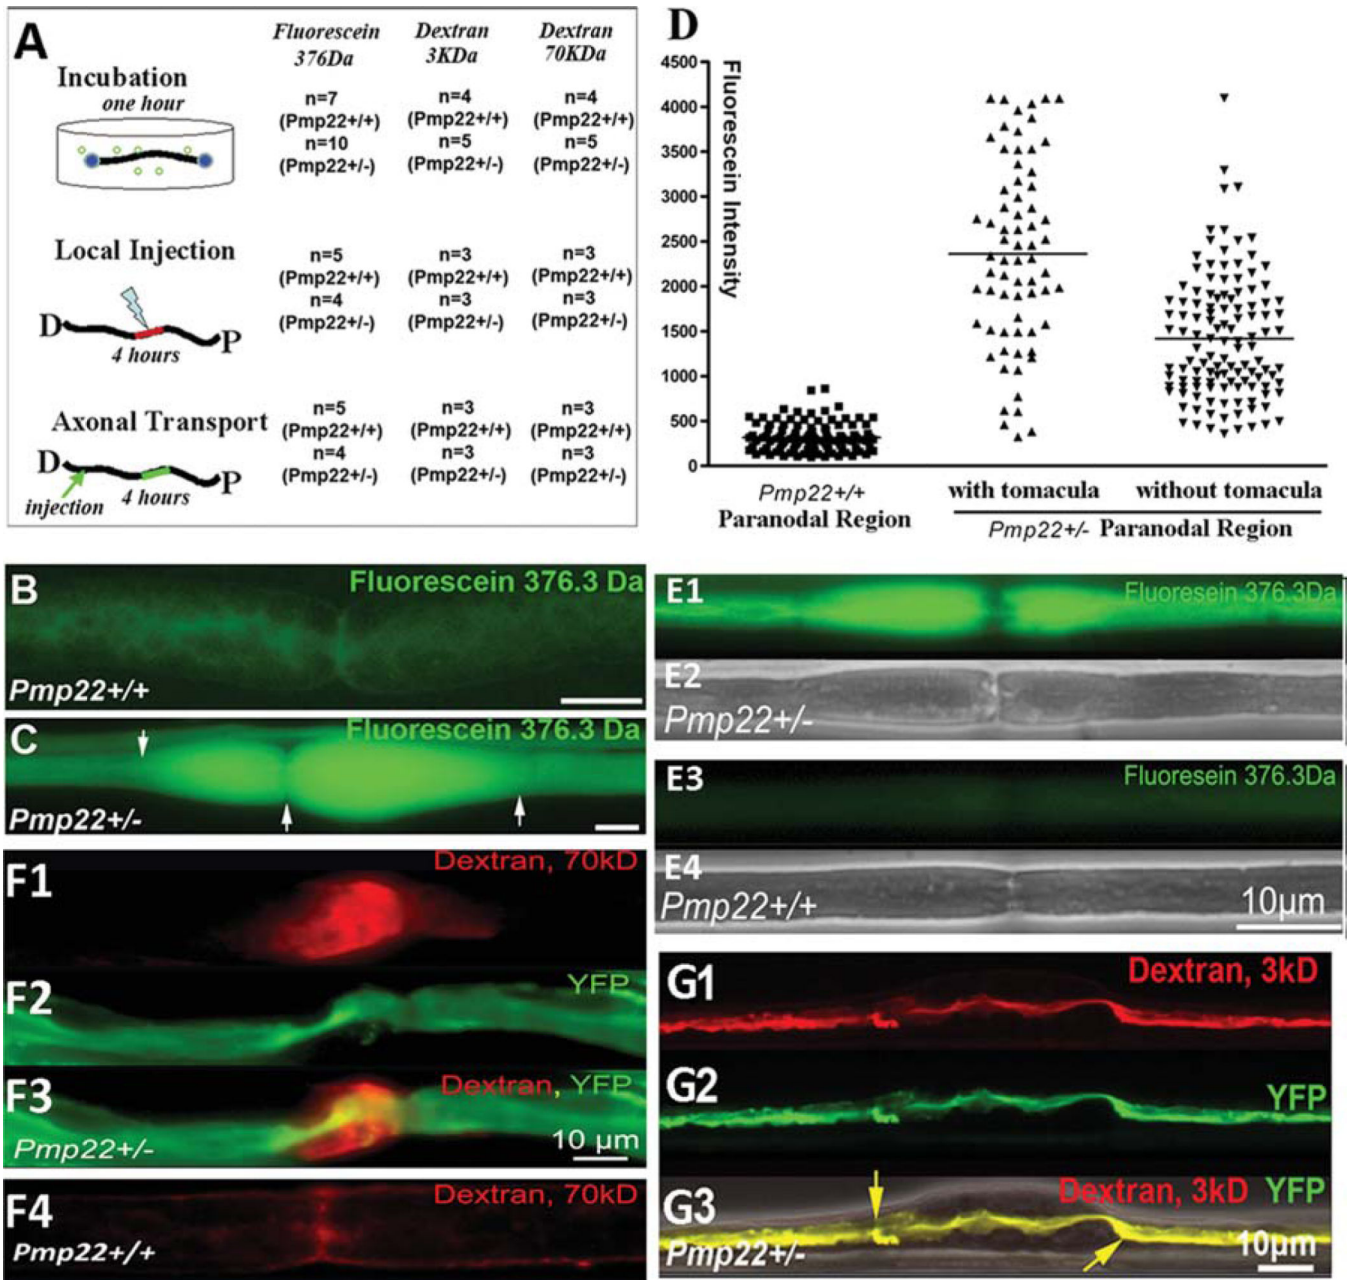 A
Fluorescein Dextran Dextran
376Da 3KDa 70KDa
Incubation
one hour
n=7 n=4 n=4
(Pmp22+/+) (Pmp22+/+) (Pmp22+/+)
n=10 n=5 n=5
(Pmp22+/-) (Pmp22+/-) (Pmp22+/-)
Local Injection
n=5 n=3 n=3
(Pmp22+/+) (Pmp22+/+) (Pmp22+/+)
n=4 n=3 n=3
(Pmp22+/-) (Pmp22+/-) (Pmp22+/-)
D P
4 hours
Axonal Transport
n=5 n=3 n=3
(Pmp22+/+) (Pmp22+/+) (Pmp22+/+)
n=4 n=3 n=3
(Pmp22+/-) (Pmp22+/-) (Pmp22+/-)
D P
injection 4 hours
D
Fluorescein Intensity
4500
4000
3500
3000
2500
2000
1500
1000
500
0
Pmp22+/+
Paranodal Region
with tomacula without tomacula
Pmp22+/- Paranodal Region
B Fluorescein 376.3 Da
Pmp22+/+
C Fluorescein 376.3 Da
Pmp22+/-
E1 Fluoresein 376.3Da
E2
Pmp22+/-
E3 Fluoresein 376.3Da
E4
Pmp22+/+ 10µm
F1 Dextran, 70kD
F2 YFP
F3 Dextran, YFP
Pmp22+/- 10 µm
F4 Dextran, 70kD
Pmp22+/+
G1 Dextran, 3kD
G2 YFP
G3 Dextran, 3kD YFP
Pmp22+/- 10µm